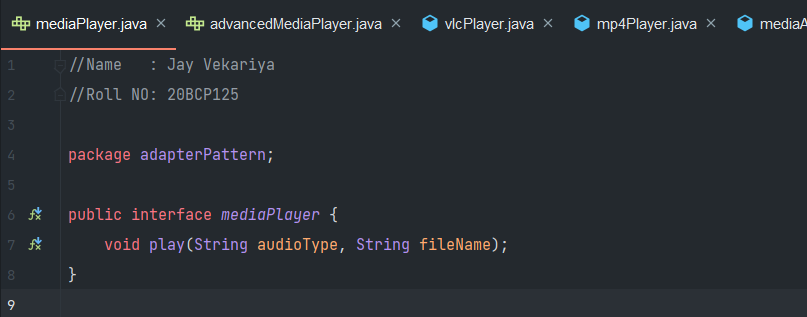 mediaPlayer.java × advancedMediaPlayer.java × vlcPlayer.java × mp4Player.java × mediaA
1 //Name   : Jay Vekariya
2 //Roll NO: 20BCP125
3
4 package adapterPattern;
5
6 public interface mediaPlayer {
7     void play(String audioType, String fileName);
8 }
9